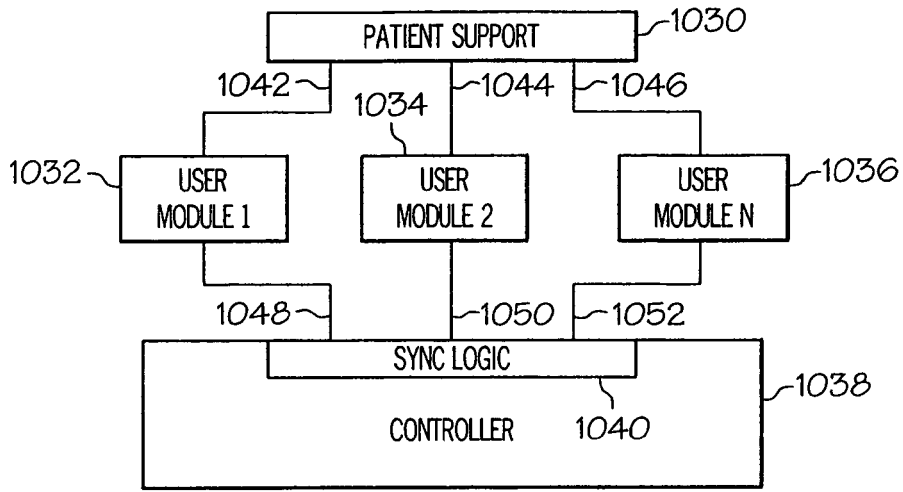 PATIENT SUPPORT
1030
1042
1044
1046
1034
1032
USER
MODULE 1
USER
MODULE 2
USER
MODULE N
1036
1048
1050
1052
SYNC LOGIC
1038
CONTROLLER
1040